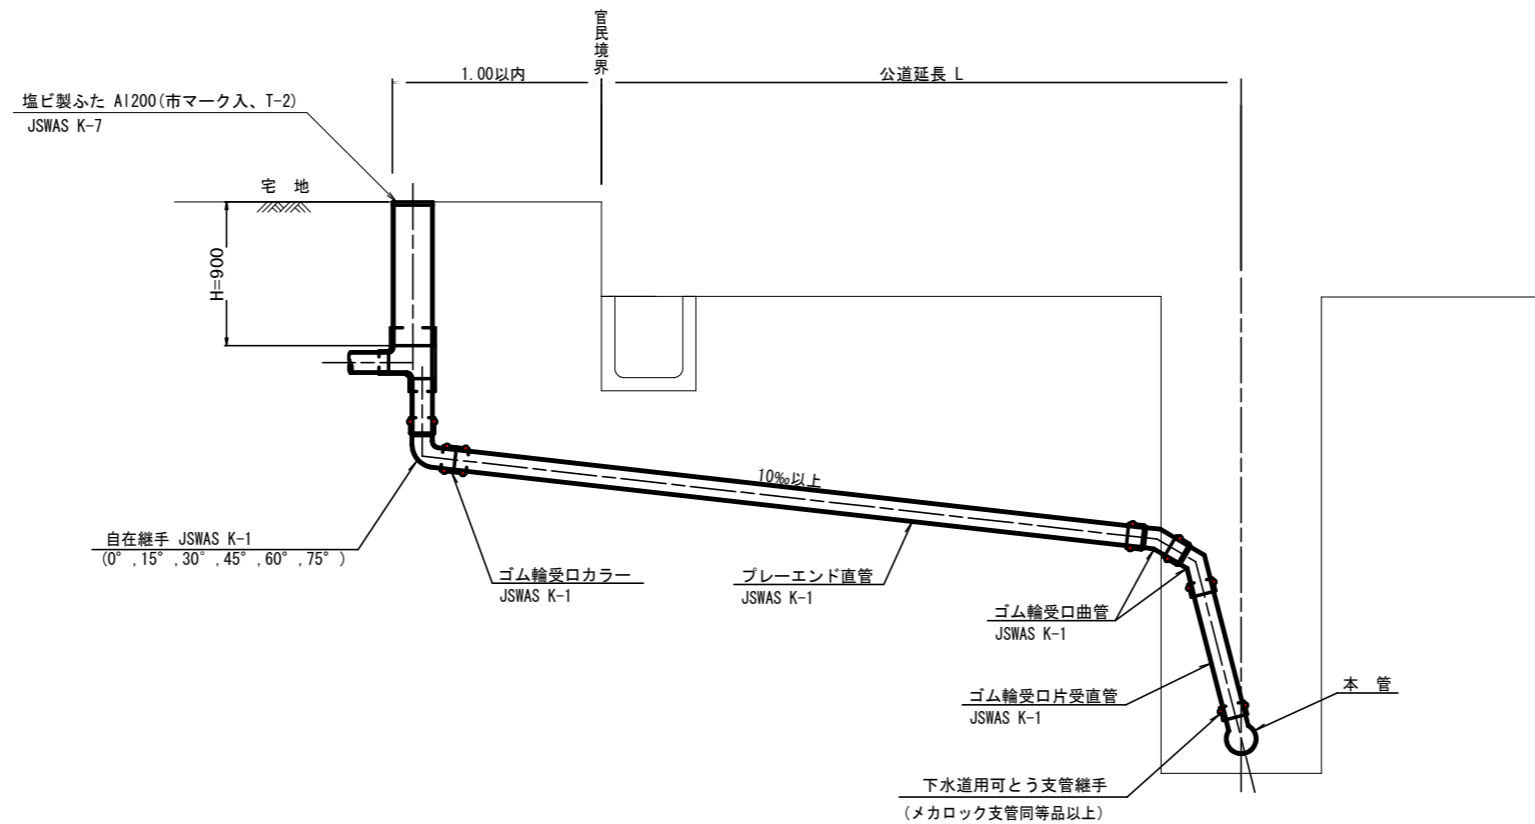 官民境界
1.00以内
公道延長 L
塩ビ製ふた Al200(市マーク入、T-2)
JSWAS K-7
宅 地
H=900
10‰以上
自在継手 JSWAS K-1
(0°,15°,30°,45°,60°,75°)
ゴム輪受口カラー
JSWAS K-1
プレーエンド直管
JSWAS K-1
ゴム輪受口曲管
JSWAS K-1
ゴム輪受口片受直管
JSWAS K-1
本 管
下水道用可とう支管継手
(メカロック支管同等品以上)